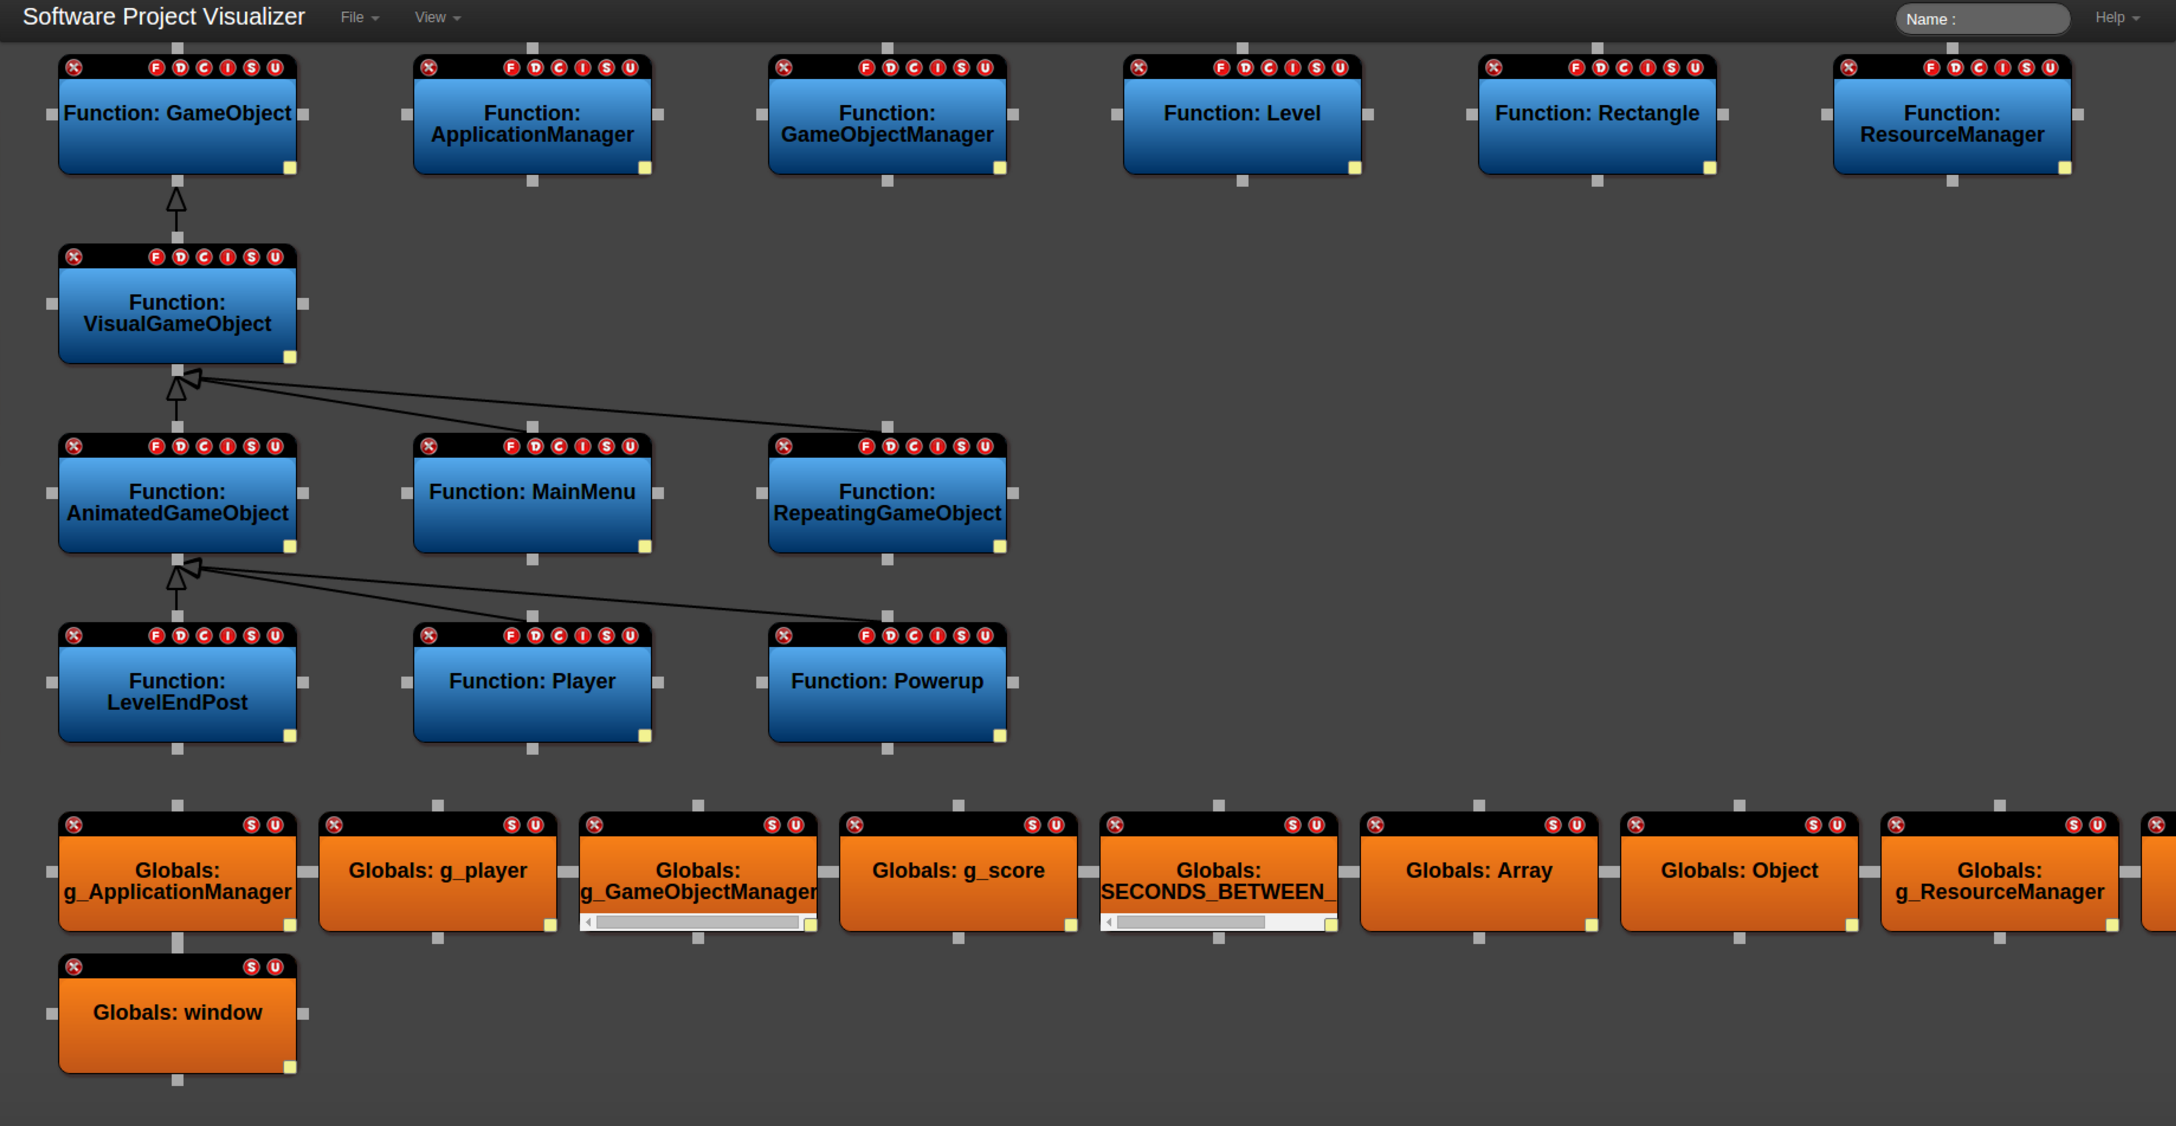 Software Project Visualizer File View Name : Help
F D C I S U F D C I S U F D C I S U F D C I S U F D C I S U F D C I S U
Function: GameObject
Function:
ApplicationManager
Function:
GameObjectManager
Function: Level
Function: Rectangle
Function:
ResourceManager
F D C I S U
Function:
VisualGameObject
F D C I S U F D C I S U F D C I S U
Function:
AnimatedGameObject
Function: MainMenu
Function:
RepeatingGameObject
F D C I S U F D C I S U F D C I S U
Function:
LevelEndPost
Function: Player
Function: Powerup
S U S U S U S U S U S U S U S U
Globals:
g_ApplicationManager
Globals: g_player
Globals:
g_GameObjectManager
Globals: g_score
Globals:
SECONDS_BETWEEN_
Globals: Array
Globals: Object
Globals:
g_ResourceManager
S U
Globals: window